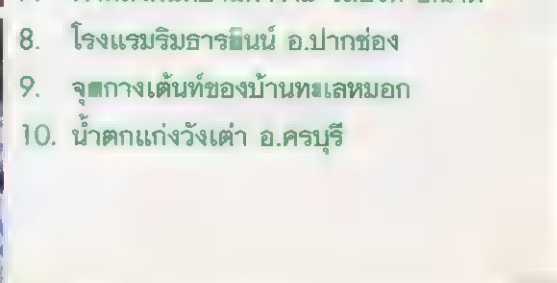 8. โรงแรมริมธารอินน์ อ.ปากช่อง
9. จุดกางเต้นท์ของบ้านทะเลหมอก
10. น้ำตกแก่งวังเต่า อ.ครบุรี